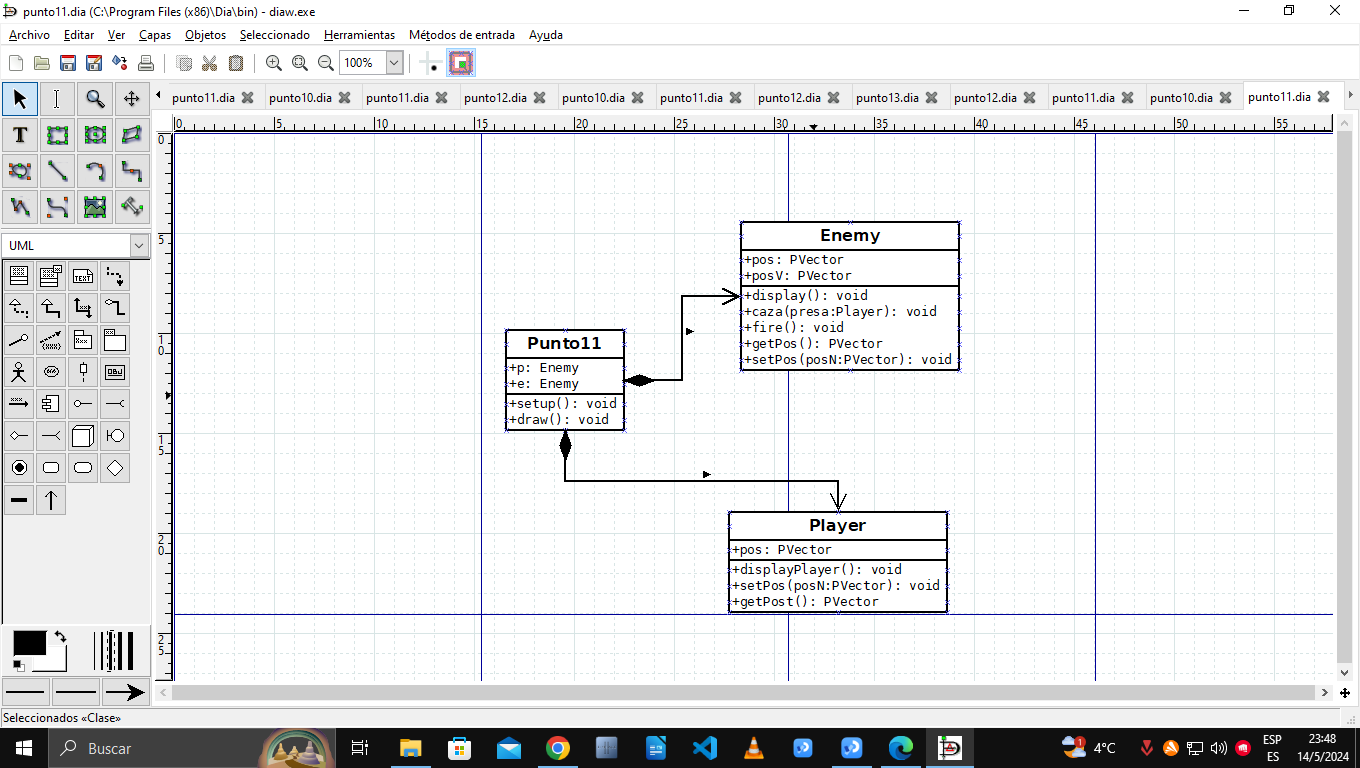 punto11.dia (C:\Program Files (x86)\Dia\bin) - diaw.exe
Archivo Editar Ver Capas Objetos Seleccionado Herramientas Métodos de entrada Ayuda
100%
punto11.dia punto10.dia punto11.dia punto12.dia punto10.dia punto11.dia punto12.dia punto13.dia punto12.dia punto11.dia punto10.dia punto11.dia
T
0 5 10 15 20 25 30 35 40 45 50 55
0
5
10
15
20
25
UML
TEXT
(XXX)
OBJ
Enemy
+pos: PVector
+posV: PVector
+display(): void
+caza(presa:Player): void
+fire(): void
+getPos(): PVector
+setPos(posN:PVector): void
Punto11
+p: Enemy
+e: Enemy
+setup(): void
+draw(): void
Player
+pos: PVector
+displayPlayer(): void
+setPos(posN:PVector): void
+getPost(): PVector
Seleccionados «Clase»
Buscar
1
4°C
ESP
ES
23:48
14/5/2024